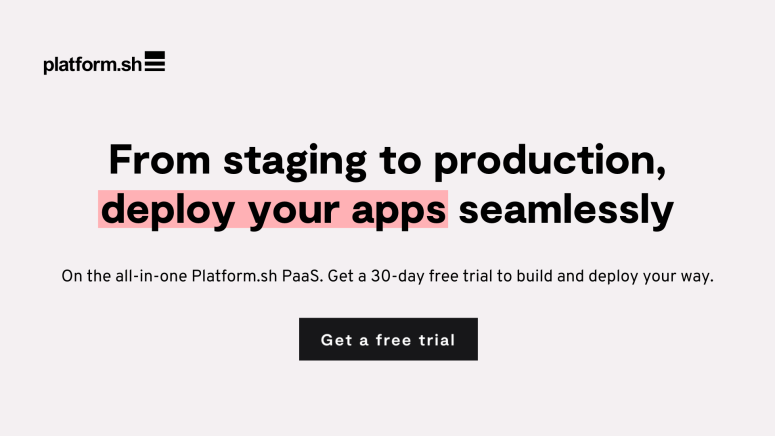 platform.sh
From staging to production,
deploy your apps seamlessly
On the all-in-one Platform.sh PaaS. Get a 30-day free trial to build and deploy your way.
Get a free trial